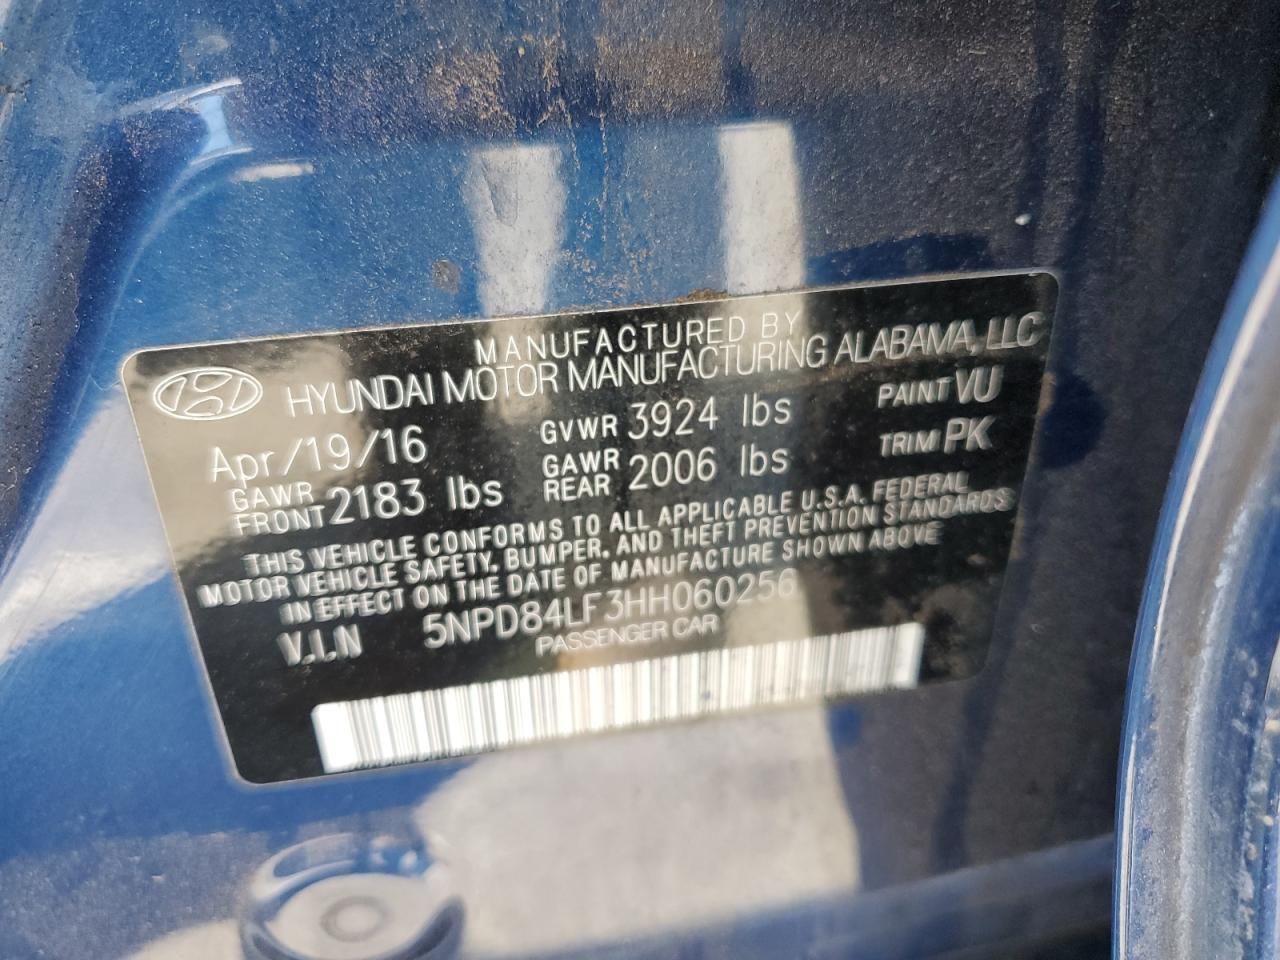 MANUFACTURED BY
HYUNDAI MOTOR MANUFACTURING ALABAMA, LLC
Apr/19/16 GVWR 3924 lbs PAINT VU
GAWR FRONT 2183 lbs GAWR REAR 2006 lbs TRIM PK
THIS VEHICLE CONFORMS TO ALL APPLICABLE U.S.A. FEDERAL
MOTOR VEHICLE SAFETY, BUMPER, AND THEFT PREVENTION STANDARDS
IN EFFECT ON THE DATE OF MANUFACTURE SHOWN ABOVE
V.I.N 5NPD84LF3HH060256
PASSENGER CAR